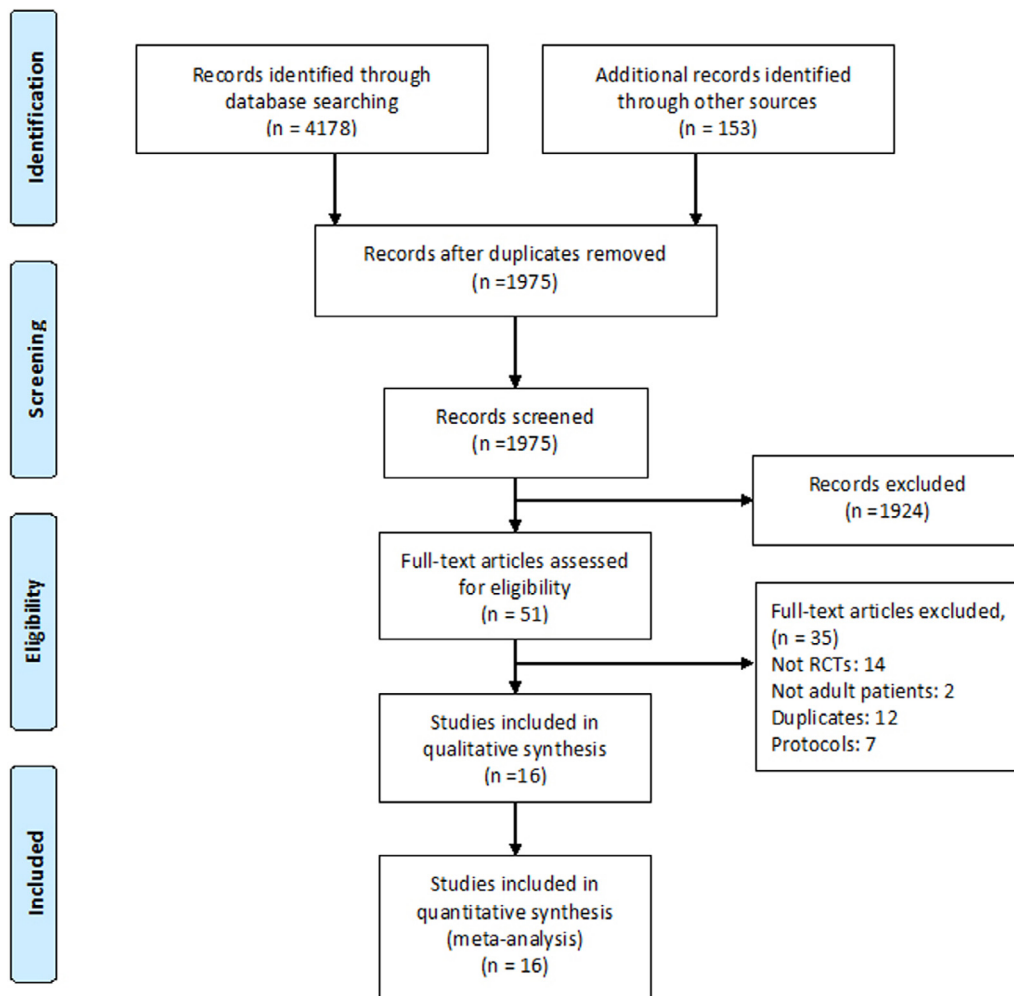 Identification
Records identified through
database searching
(n = 4178)
Additional records identified
through other sources
(n = 153)
Records after duplicates removed
(n =1975)
Screening
Records screened
(n =1975)
Records excluded
(n =1924)
Eligibility
Full-text articles assessed
for eligibility
(n = 51)
Full-text articles excluded,
(n = 35)
Not RCTs: 14
Not adult patients: 2
Duplicates: 12
Protocols: 7
Studies included in
qualitative synthesis
(n =16)
Included
Studies included in
quantitative synthesis
(meta-analysis)
(n = 16)